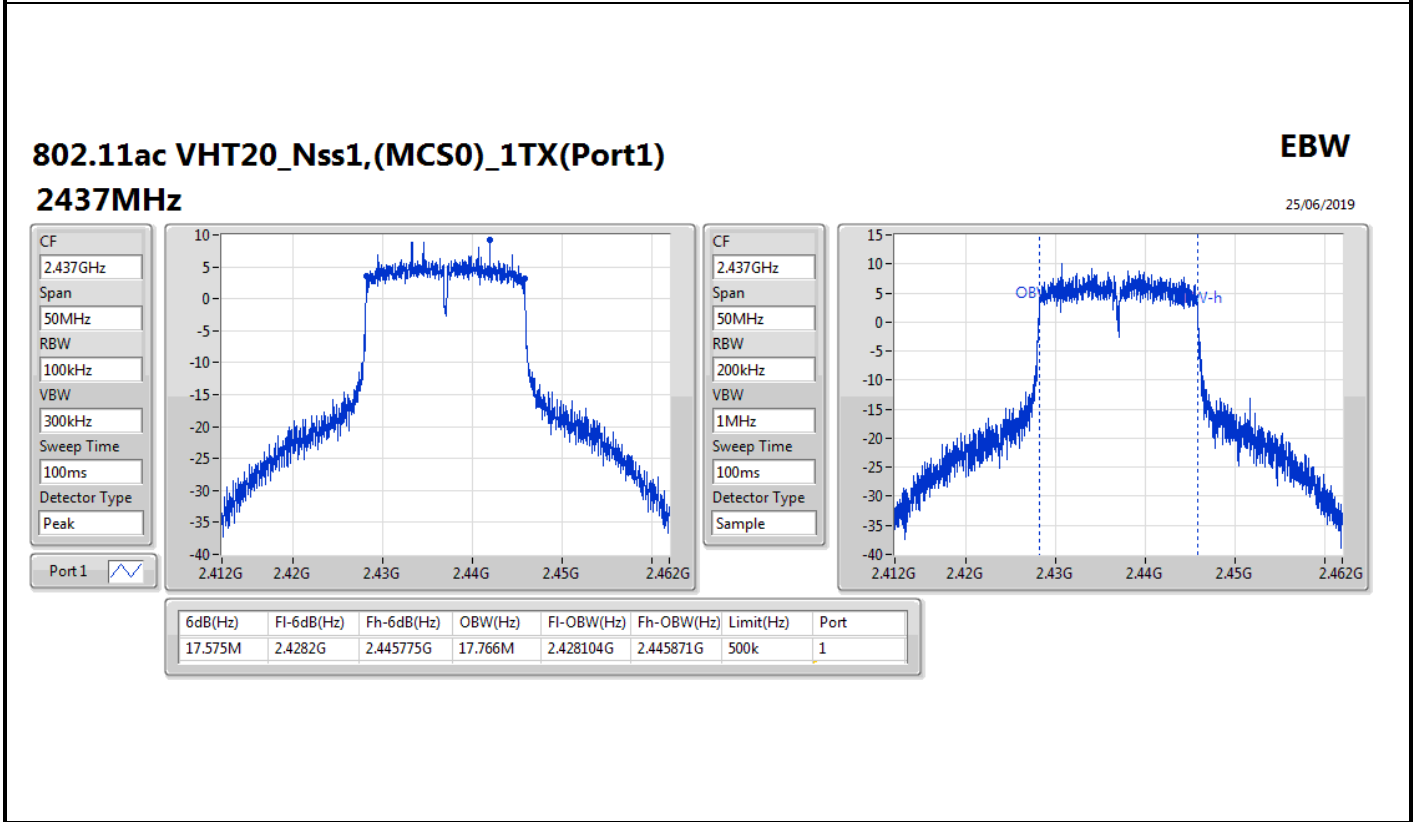 802.11ac VHT20_Nss1,(MCS0)_1TX(Port1)
EBW
2437MHz
25/06/2019
CF
2.437GHz
Span
50MHz
RBW
100kHz
VBW
300kHz
Sweep Time
100ms
Detector Type
Peak
Port 1
10
5
0
-5
-10
-15
-20
-25
-30
-35
-40
2.412G 2.42G 2.43G 2.44G 2.45G 2.462G
CF
2.437GHz
Span
50MHz
RBW
200kHz
VBW
1MHz
Sweep Time
100ms
Detector Type
Sample
15
10
5
0
-5
-10
-15
-20
-25
-30
-35
-40
2.412G 2.42G 2.43G 2.44G 2.45G 2.462G
6dB(Hz) Fl-6dB(Hz) Fh-6dB(Hz) OBW(Hz) Fl-OBW(Hz) Fh-OBW(Hz) Limit(Hz) Port
17.575M 2.4282G 2.445775G 17.766M 2.428104G 2.445871G 500k 1